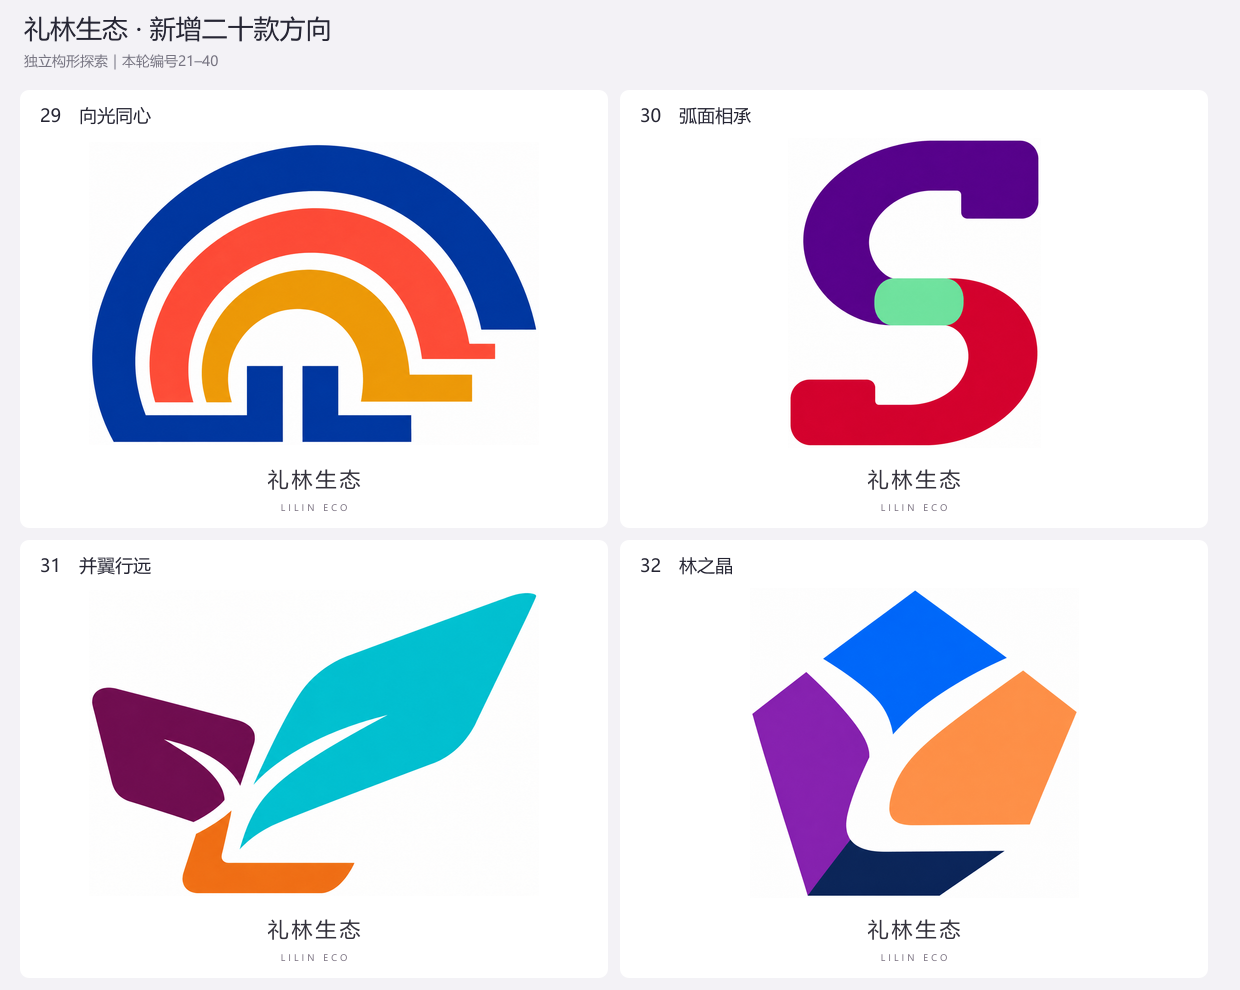 礼林生态 · 新增二十款方向
独立构形探索 | 本轮编号21–40
29 向光同心
礼林生态
LILIN ECO
30 弧面相承
礼林生态
LILIN ECO
31 并翼行远
礼林生态
LILIN ECO
32 林之晶
礼林生态
LILIN ECO